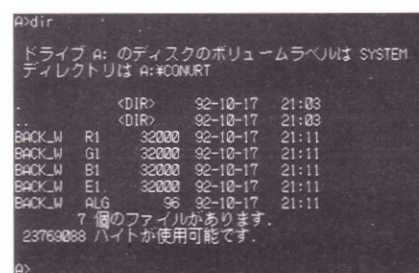 A>dir
ドライブ A: のディスクのボリュームラベルは SYSTEM
ディレクトリは A:¥CONVRT
. <DIR> 92-10-17 21:03
.. <DIR> 92-10-17 21:03
BACK_W R1 32000 92-10-17 21:11
BACK_W G1 32000 92-10-17 21:11
BACK_W B1 32000 92-10-17 21:11
BACK_W E1. 32000 92-10-17 21:11
BACK_W ALG 96 92-10-17 21:11
7 個のファイルがあります.
23769088 バイトが使用可能です.
A>